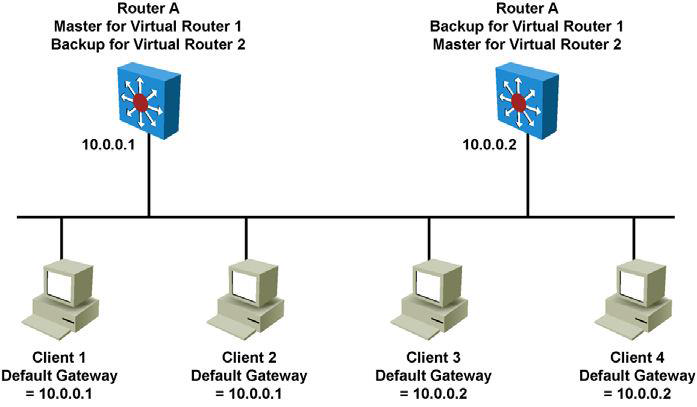 Router A
Master for Virtual Router 1
Backup for Virtual Router 2
Router A
Backup for Virtual Router 1
Master for Virtual Router 2
10.0.0.1
10.0.0.2
Client 1
Default Gateway
= 10.0.0.1
Client 2
Default Gateway
= 10.0.0.1
Client 3
Default Gateway
= 10.0.0.2
Client 4
Default Gateway
= 10.0.0.2